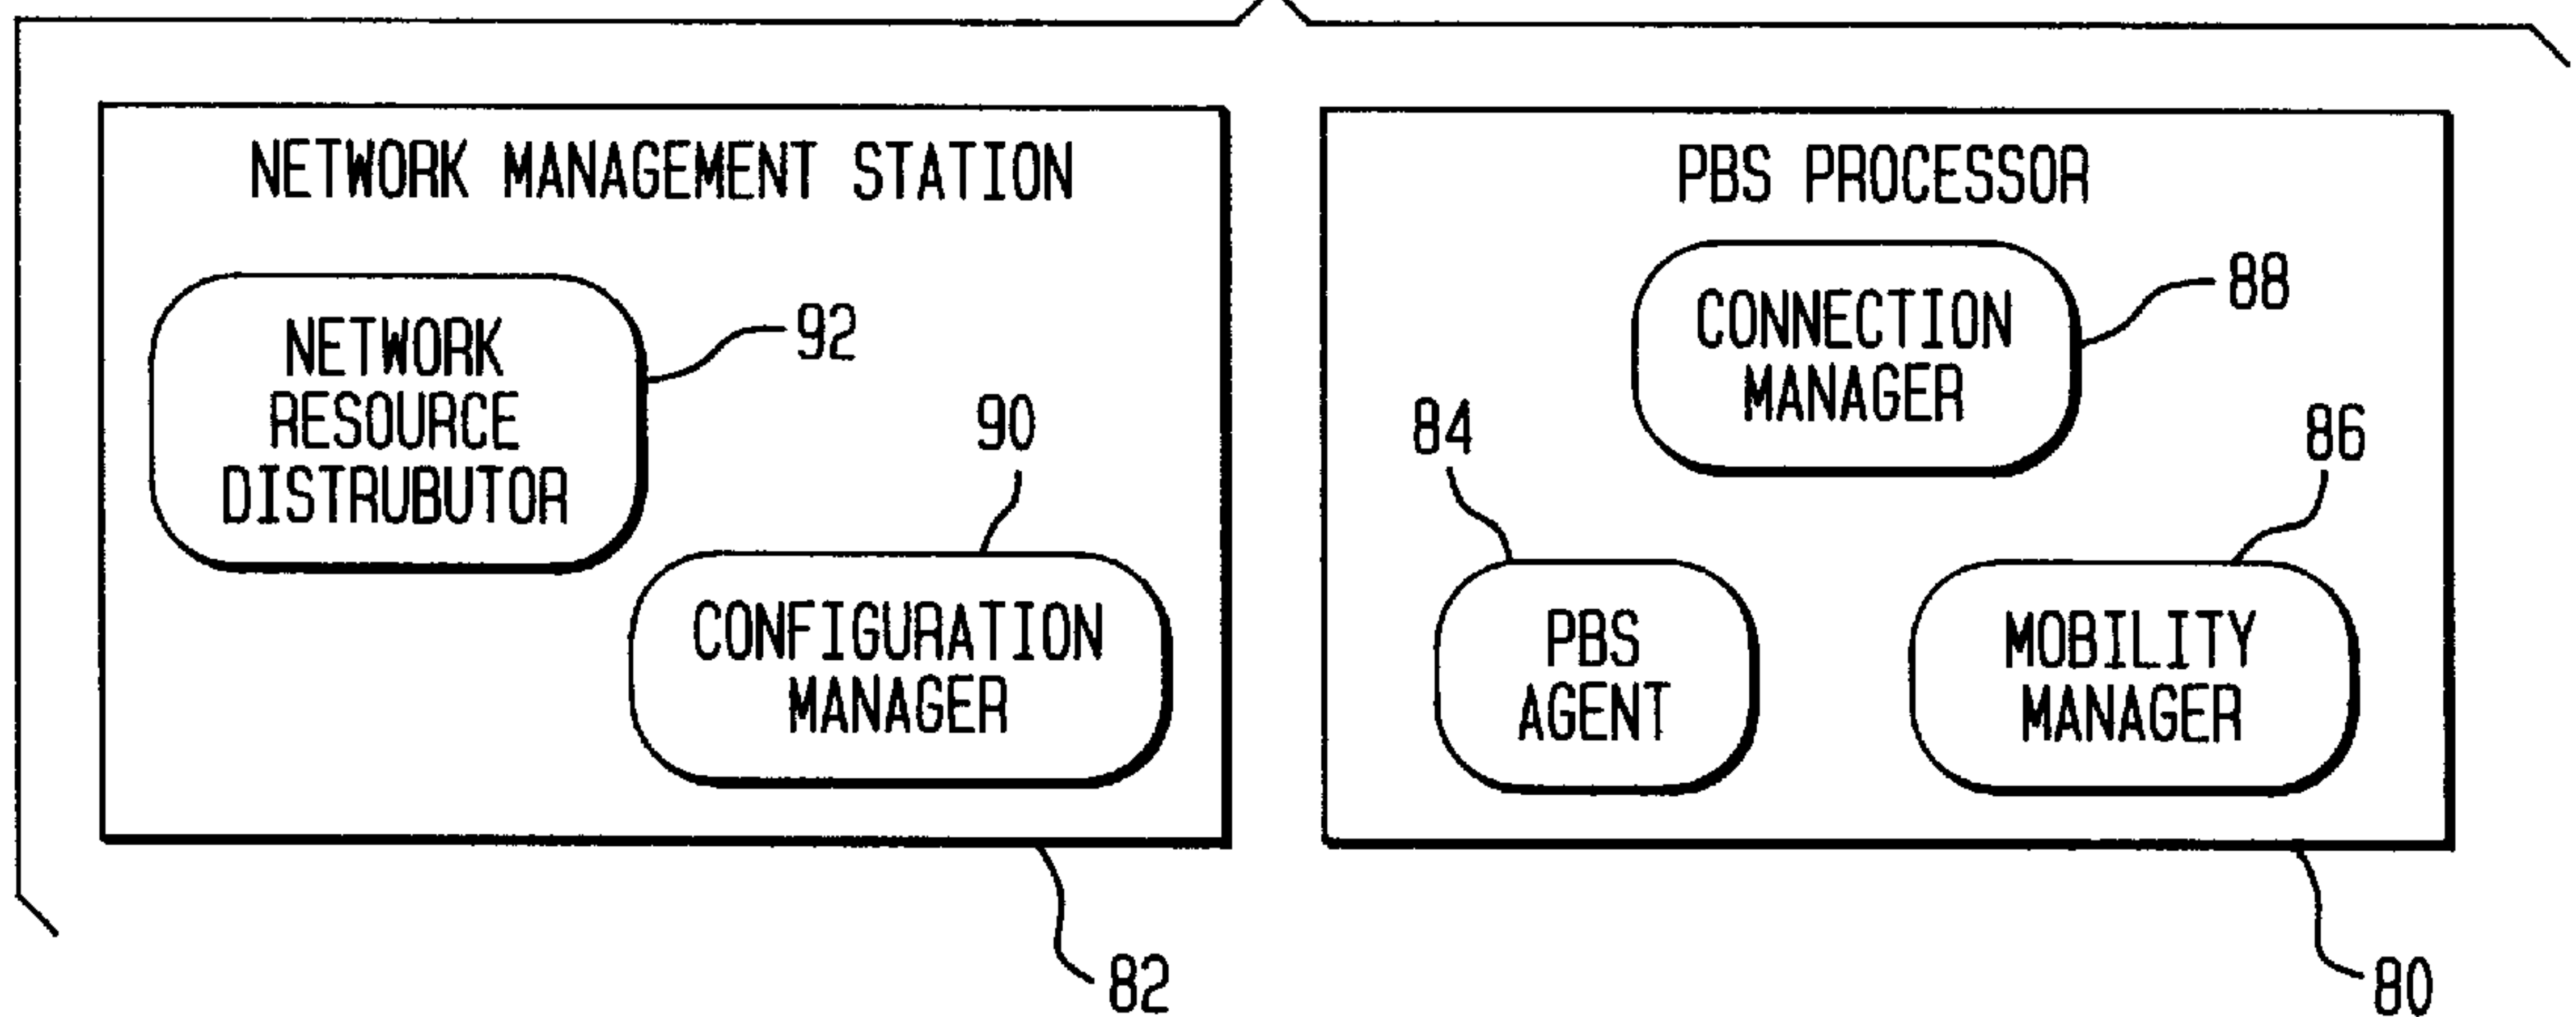 NETWORK MANAGEMENT STATION
NETWORK
RESOURCE
DISTRUBUTOR
92
90
CONFIGURATION
MANAGER
82
PBS PROCESSOR
CONNECTION
MANAGER
88
84
86
PBS
AGENT
MOBILITY
MANAGER
80